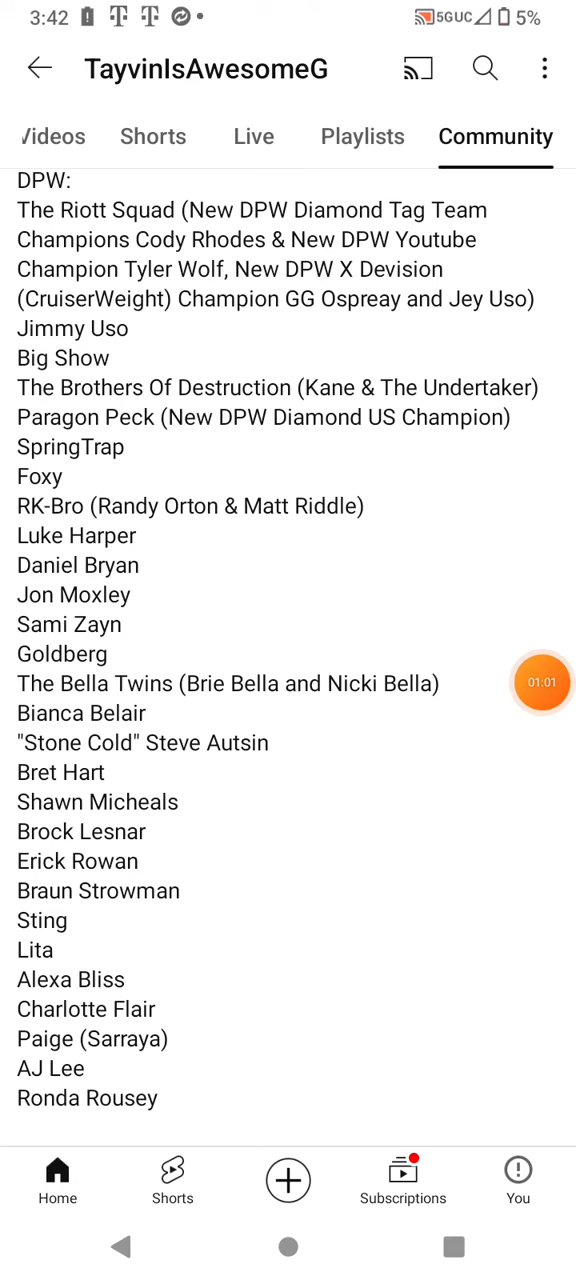 3:42 5GUC 5%
TayvinIsAwesomeG
Videos Shorts Live Playlists Community
DPW:
The Riott Squad (New DPW Diamond Tag Team
Champions Cody Rhodes & New DPW Youtube
Champion Tyler Wolf, New DPW X Devision
(CruiserWeight) Champion GG Ospreay and Jey Uso)
Jimmy Uso
Big Show
The Brothers Of Destruction (Kane & The Undertaker)
Paragon Peck (New DPW Diamond US Champion)
SpringTrap
Foxy
RK-Bro (Randy Orton & Matt Riddle)
Luke Harper
Daniel Bryan
Jon Moxley
Sami Zayn
Goldberg
The Bella Twins (Brie Bella and Nicki Bella)
01:01
Bianca Belair
"Stone Cold" Steve Autsin
Bret Hart
Shawn Micheals
Brock Lesnar
Erick Rowan
Braun Strowman
Sting
Lita
Alexa Bliss
Charlotte Flair
Paige (Sarraya)
AJ Lee
Ronda Rousey
Home Shorts Subscriptions You